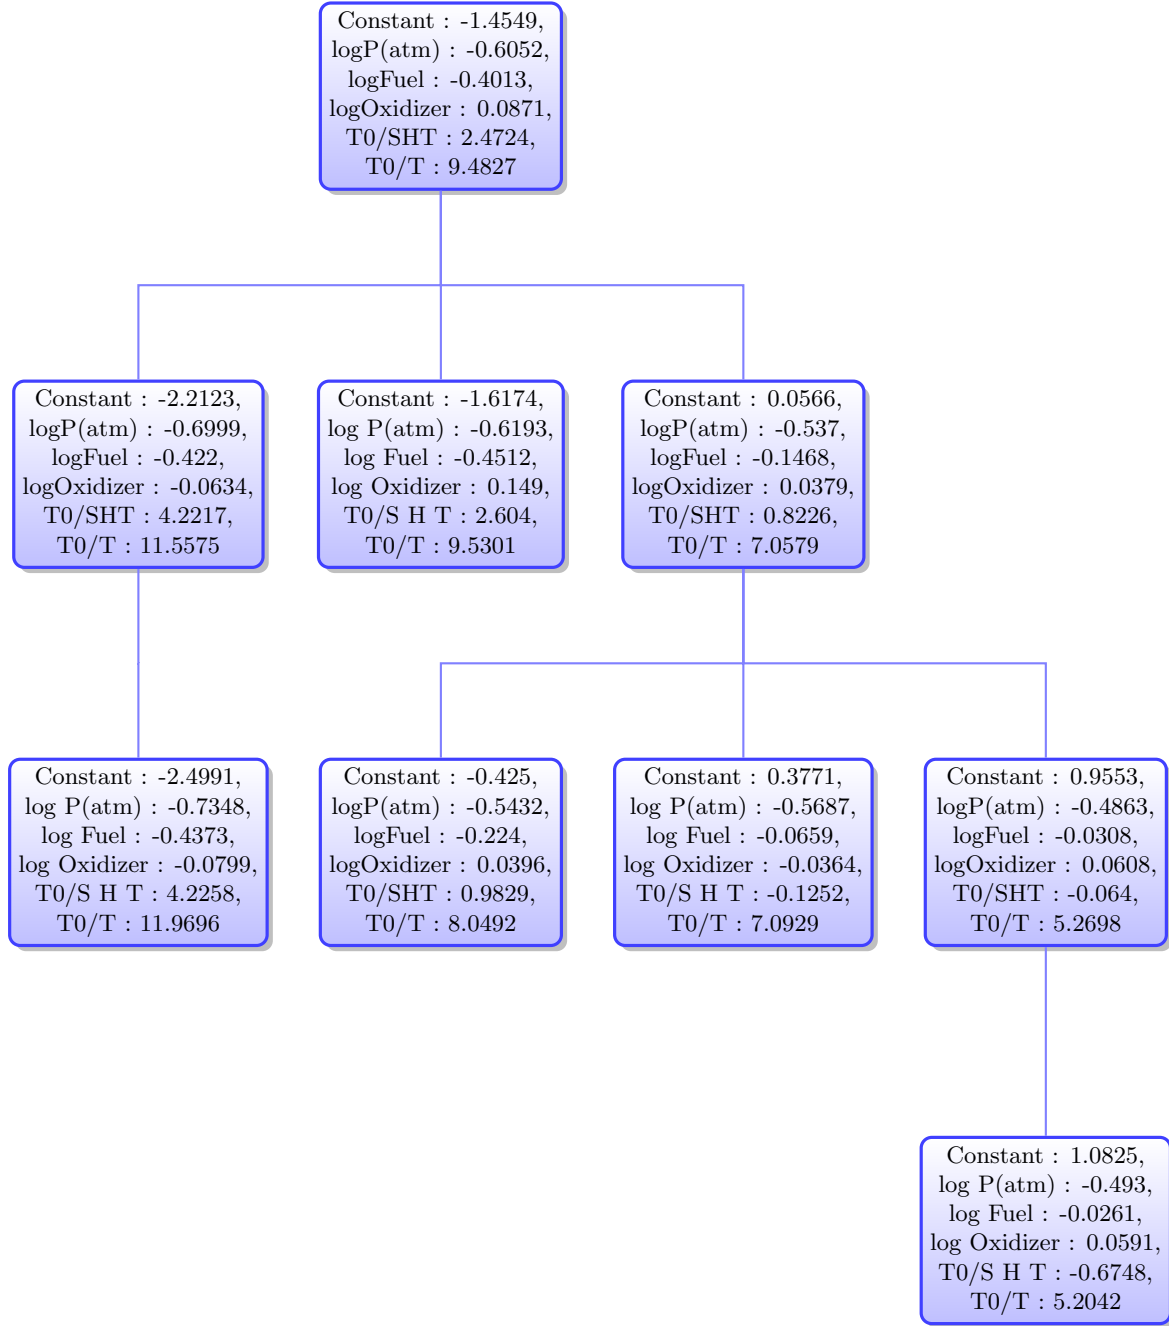 Constant : -1.4549,
logP(atm) : -0.6052,
logFuel : -0.4013,
logOxidizer : 0.0871,
T0/SHT : 2.4724,
T0/T : 9.4827
Constant : -2.2123,
logP(atm) : -0.6999,
logFuel : -0.422,
logOxidizer : -0.0634,
T0/SHT : 4.2217,
T0/T : 11.5575
Constant : -1.6174,
log P(atm) : -0.6193,
log Fuel : -0.4512,
log Oxidizer : 0.149,
T0/S H T : 2.604,
T0/T : 9.5301
Constant : 0.0566,
logP(atm) : -0.537,
logFuel : -0.1468,
logOxidizer : 0.0379,
T0/SHT : 0.8226,
T0/T : 7.0579
Constant : -2.4991,
log P(atm) : -0.7348,
log Fuel : -0.4373,
log Oxidizer : -0.0799,
T0/S H T : 4.2258,
T0/T : 11.9696
Constant : -0.425,
logP(atm) : -0.5432,
logFuel : -0.224,
logOxidizer : 0.0396,
T0/SHT : 0.9829,
T0/T : 8.0492
Constant : 0.3771,
log P(atm) : -0.5687,
log Fuel : -0.0659,
log Oxidizer : -0.0364,
T0/S H T : -0.1252,
T0/T : 7.0929
Constant : 0.9553,
logP(atm) : -0.4863,
logFuel : -0.0308,
logOxidizer : 0.0608,
T0/SHT : -0.064,
T0/T : 5.2698
Constant : 1.0825,
log P(atm) : -0.493,
log Fuel : -0.0261,
log Oxidizer : 0.0591,
T0/S H T : -0.6748,
T0/T : 5.2042